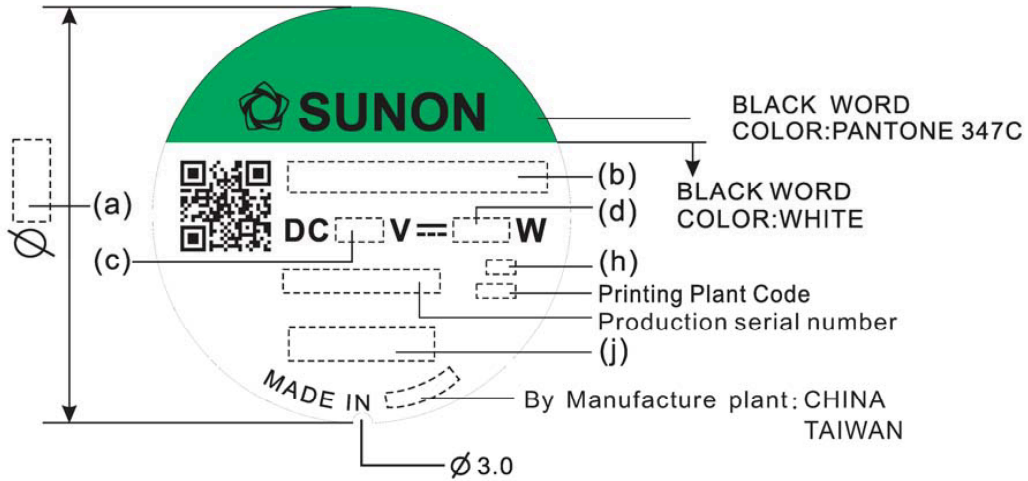 SUNON
BLACK WORD
COLOR:PANTONE 347C
BLACK WORD
COLOR:WHITE
(a)
Ø
(b)
(c)
DC V⎓ W
(d)
(h)
Printing Plant Code
Production serial number
(j)
MADE IN
By Manufacture plant: CHINA
TAIWAN
Ø 3.0